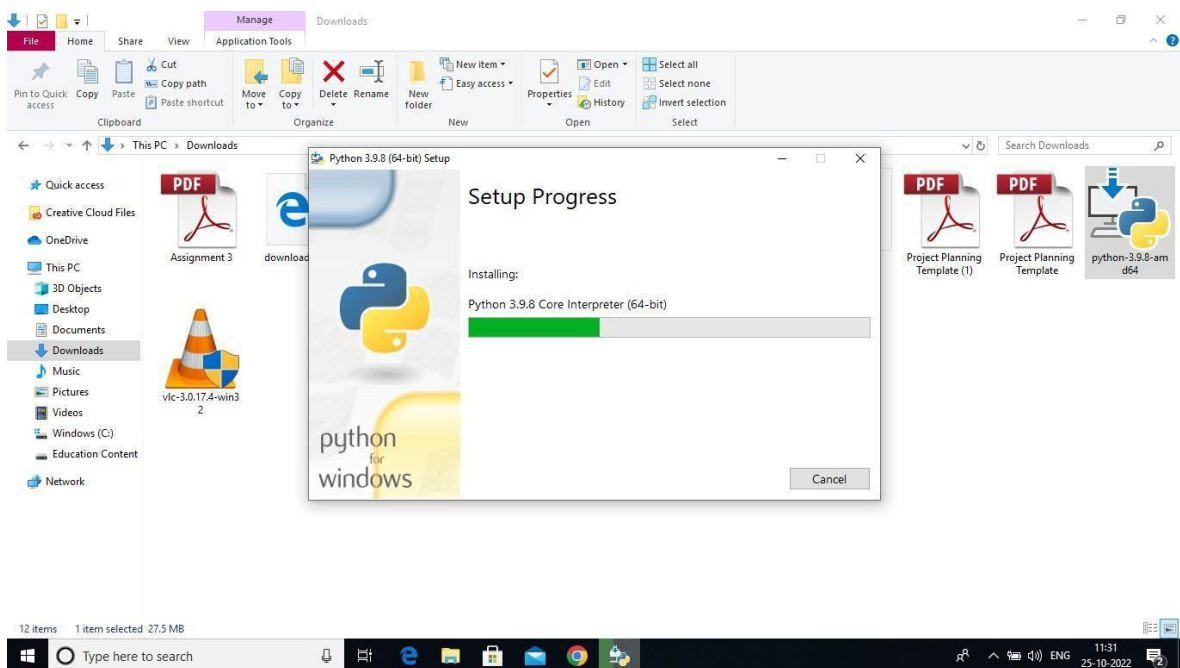 Manage
Downloads
File Home Share View Application Tools
Pin to Quick access
Copy
Paste
Cut
Copy path
Paste shortcut
Clipboard
Move to
Copy to
Delete
Rename
Organize
New folder
New item
Easy access
New
Properties
Open
Edit
History
Open
Select all
Select none
Invert selection
Select
This PC > Downloads
Search Downloads
Quick access
Creative Cloud Files
OneDrive
This PC
3D Objects
Desktop
Documents
Downloads
Music
Pictures
Videos
Windows (C:)
Education Content
Network
PDF
Assignment 3
download
vlc-3.0.17.4-win3
2
Python 3.9.8 (64-bit) Setup
Setup Progress
Installing:
Python 3.9.8 Core Interpreter (64-bit)
python
for
windows
Cancel
PDF
Project Planning
Template (1)
PDF
Project Planning
Template
python-3.9.8-am
d64
12 items 1 item selected 27.5 MB
Type here to search
ENG
11:31
25-10-2022
2